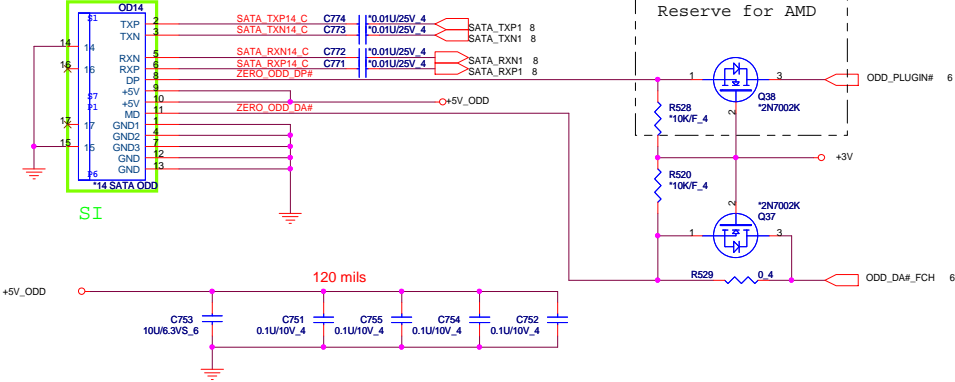 OD14
S1
TXP 2 SATA_TXP14_C C774 *0.01U/25V_4 SATA_TXP1 8
TXN 3 SATA_TXN14_C C773 *0.01U/25V_4 SATA_TXN1 8
14 14
RXN 5 SATA_RXN14_C C772 *0.01U/25V_4 SATA_RXN1 8
16 16
RXP 6 SATA_RXP14_C C771 *0.01U/25V_4 SATA_RXP1 8
DP 8 ZERO_ODD_DP#
+5V 9
S7
+5V 10 +5V_ODD
P1
MD 11 ZERO_ODD_DA#
17 17
GND1 1
GND2 4
15 15
GND3 7
GND 12
GND 13
P6
*14 SATA ODD
SI
Reserve for AMD
1 3 ODD_PLUGIN# 6
Q38
*2N7002K
2
R528
*10K/F_4
+3V
R520
*10K/F_4
2
*2N7002K
Q37
1 3
R529 0_4 ODD_DA#_FCH 6
+5V_ODD
120 mils
C753
10U/6.3VS_6
C751
0.1U/10V_4
C755
0.1U/10V_4
C754
0.1U/10V_4
C752
0.1U/10V_4